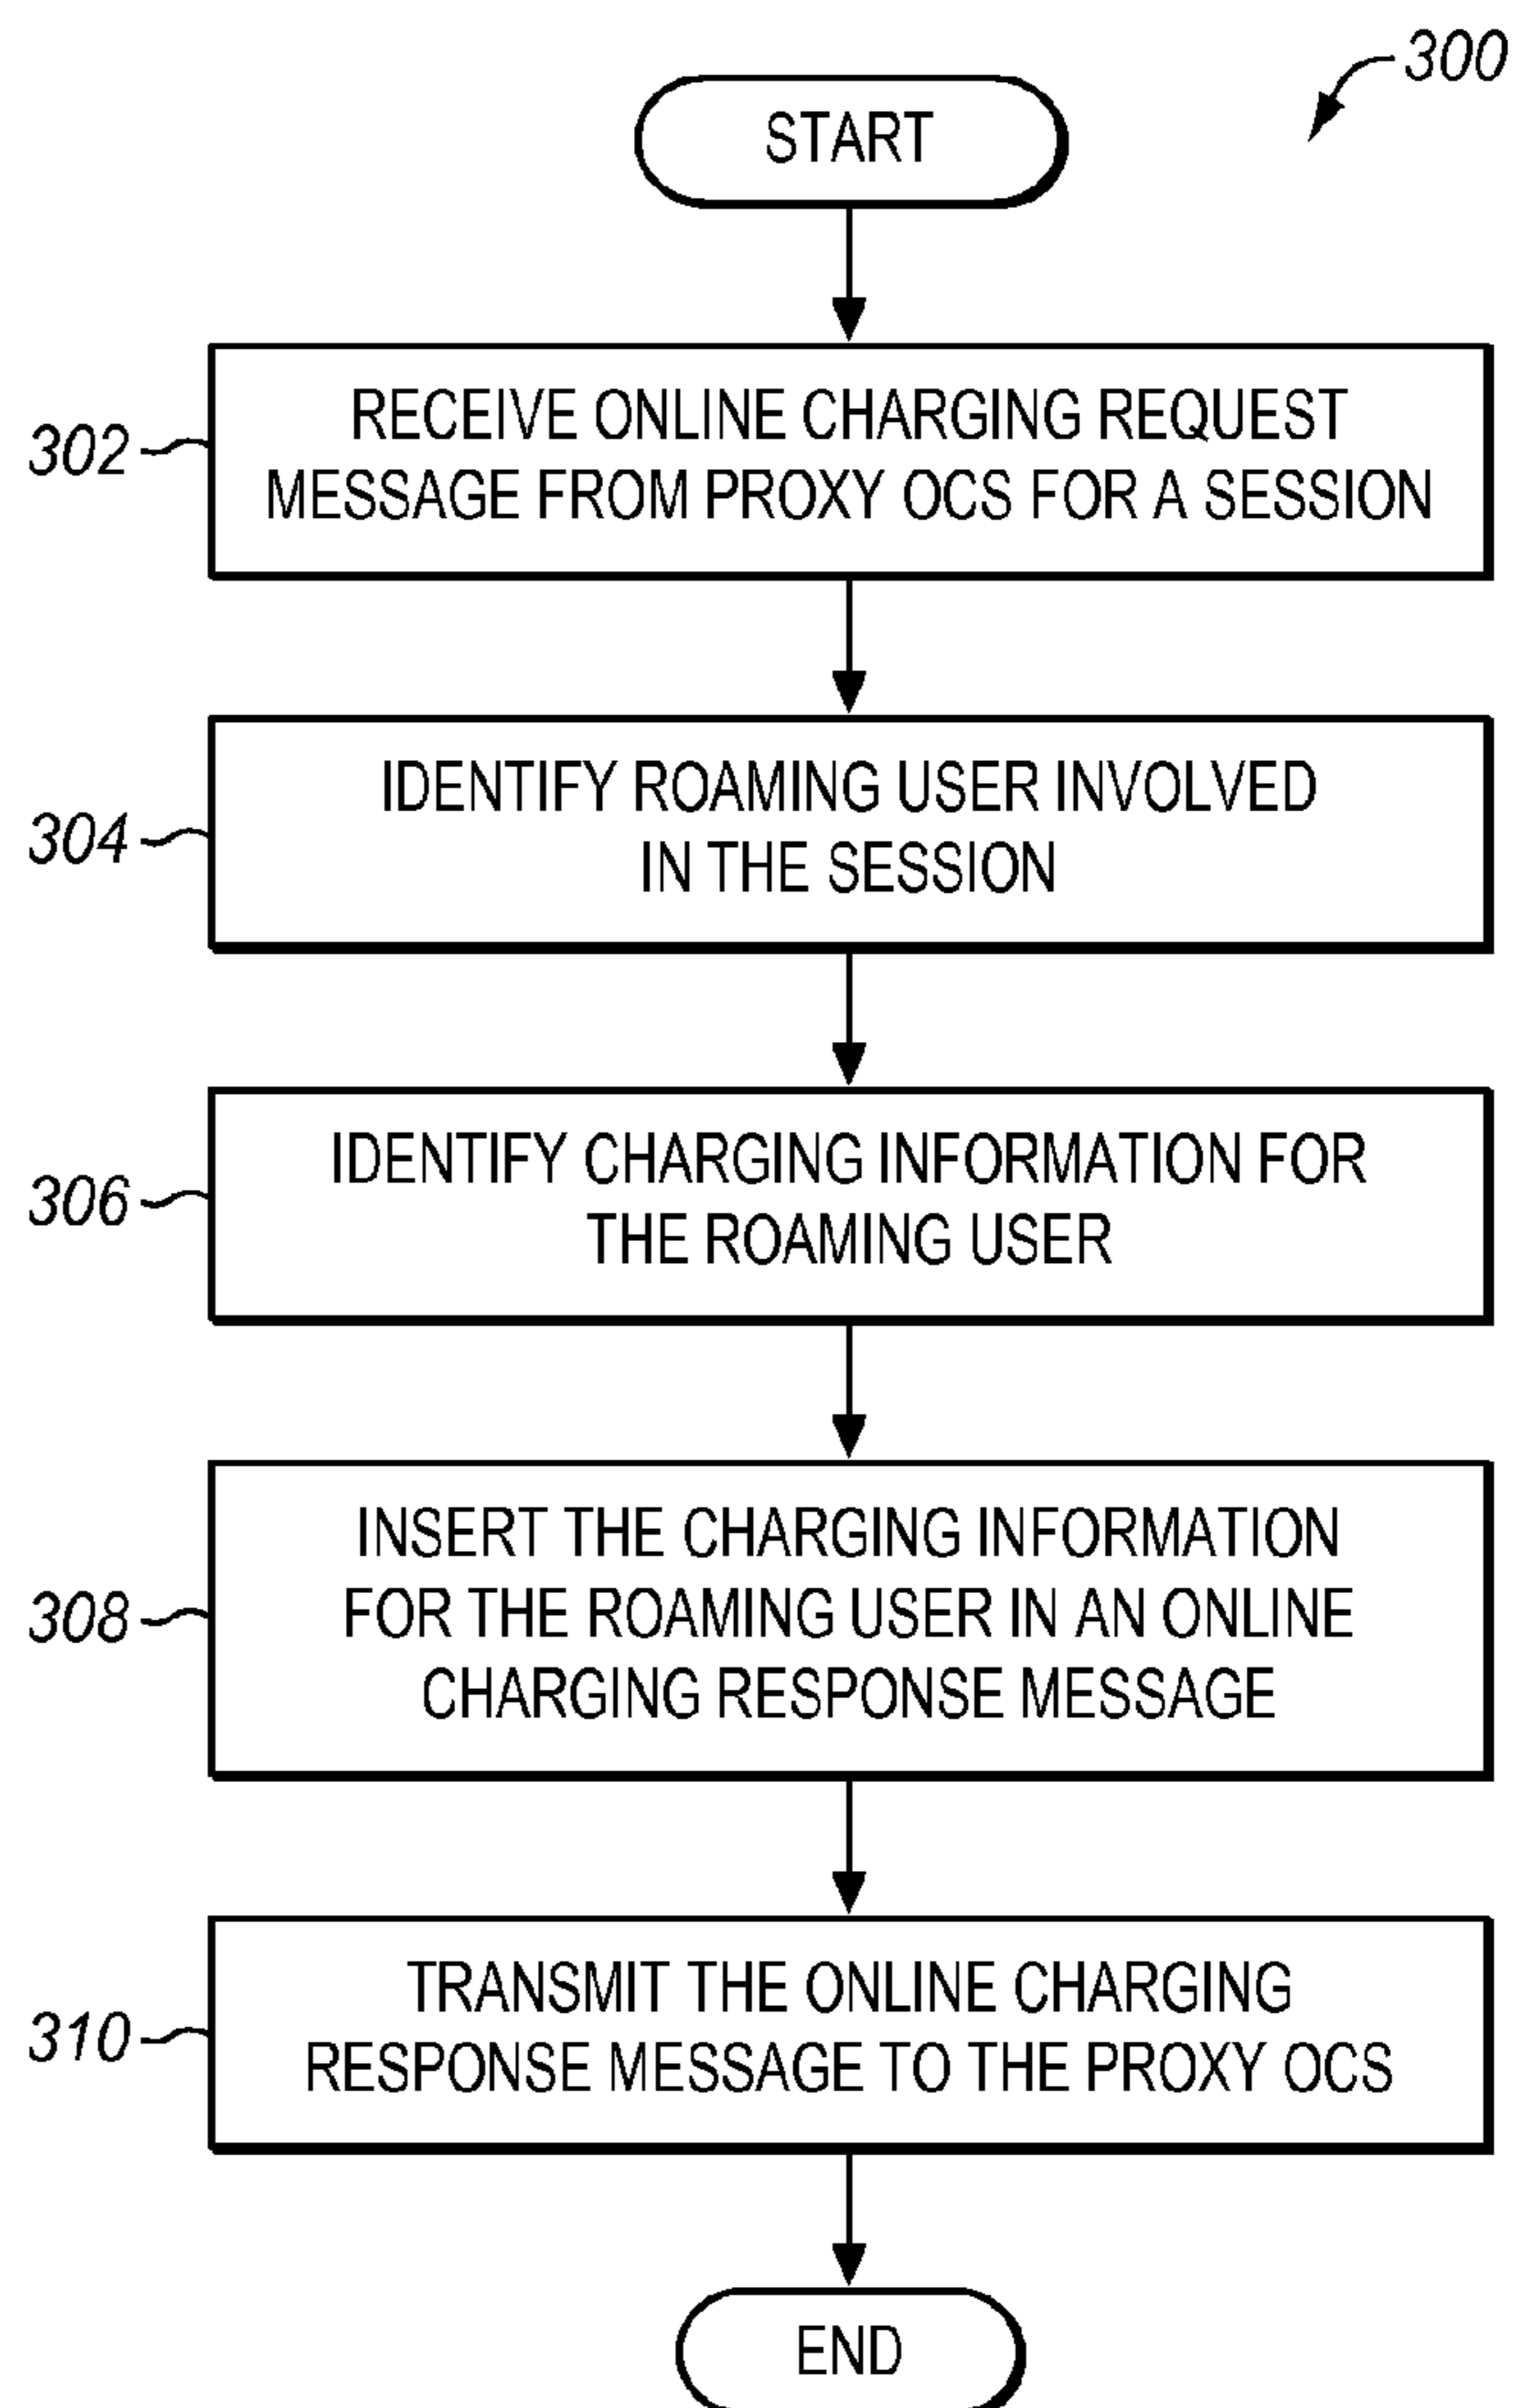 300
START
302
RECEIVE ONLINE CHARGING REQUEST
MESSAGE FROM PROXY OCS FOR A SESSION
304
IDENTIFY ROAMING USER INVOLVED
IN THE SESSION
306
IDENTIFY CHARGING INFORMATION FOR
THE ROAMING USER
308
INSERT THE CHARGING INFORMATION
FOR THE ROAMING USER IN AN ONLINE
CHARGING RESPONSE MESSAGE
310
TRANSMIT THE ONLINE CHARGING
RESPONSE MESSAGE TO THE PROXY OCS
END